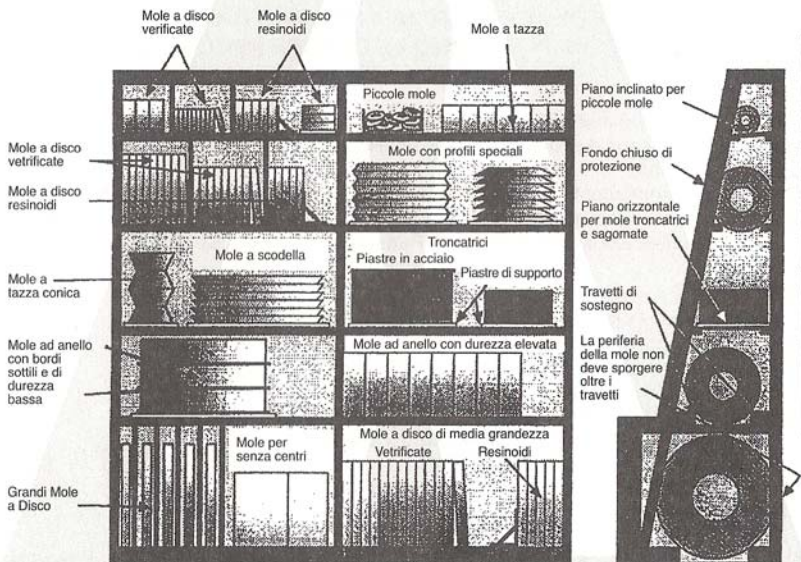 Mole a disco
verificate
Mole a disco
resinoidi
Mole a tazza
Piccole mole
Piano inclinato per
piccole mole
Mole a disco
vetrificate
Mole con profili speciali
Fondo chiuso di
protezione
Mole a disco
resinoidi
Piano orizzontale
per mole troncatrici
e sagomate
Mole a scodella
Troncatrici
Piastre in acciaio
Piastre di supporto
Mole a
tazza conica
Travetti di
sostegno
Mole ad anello
con bordi
sottili e di
durezza
bassa
Mole ad anello con durezza elevata
La periferia
della mole non
deve sporgere
oltre i
travetti
Mole per
senza centri
Mole a disco di media grandezza
Vetrificate
Resinoidi
Grandi Mole
a Disco